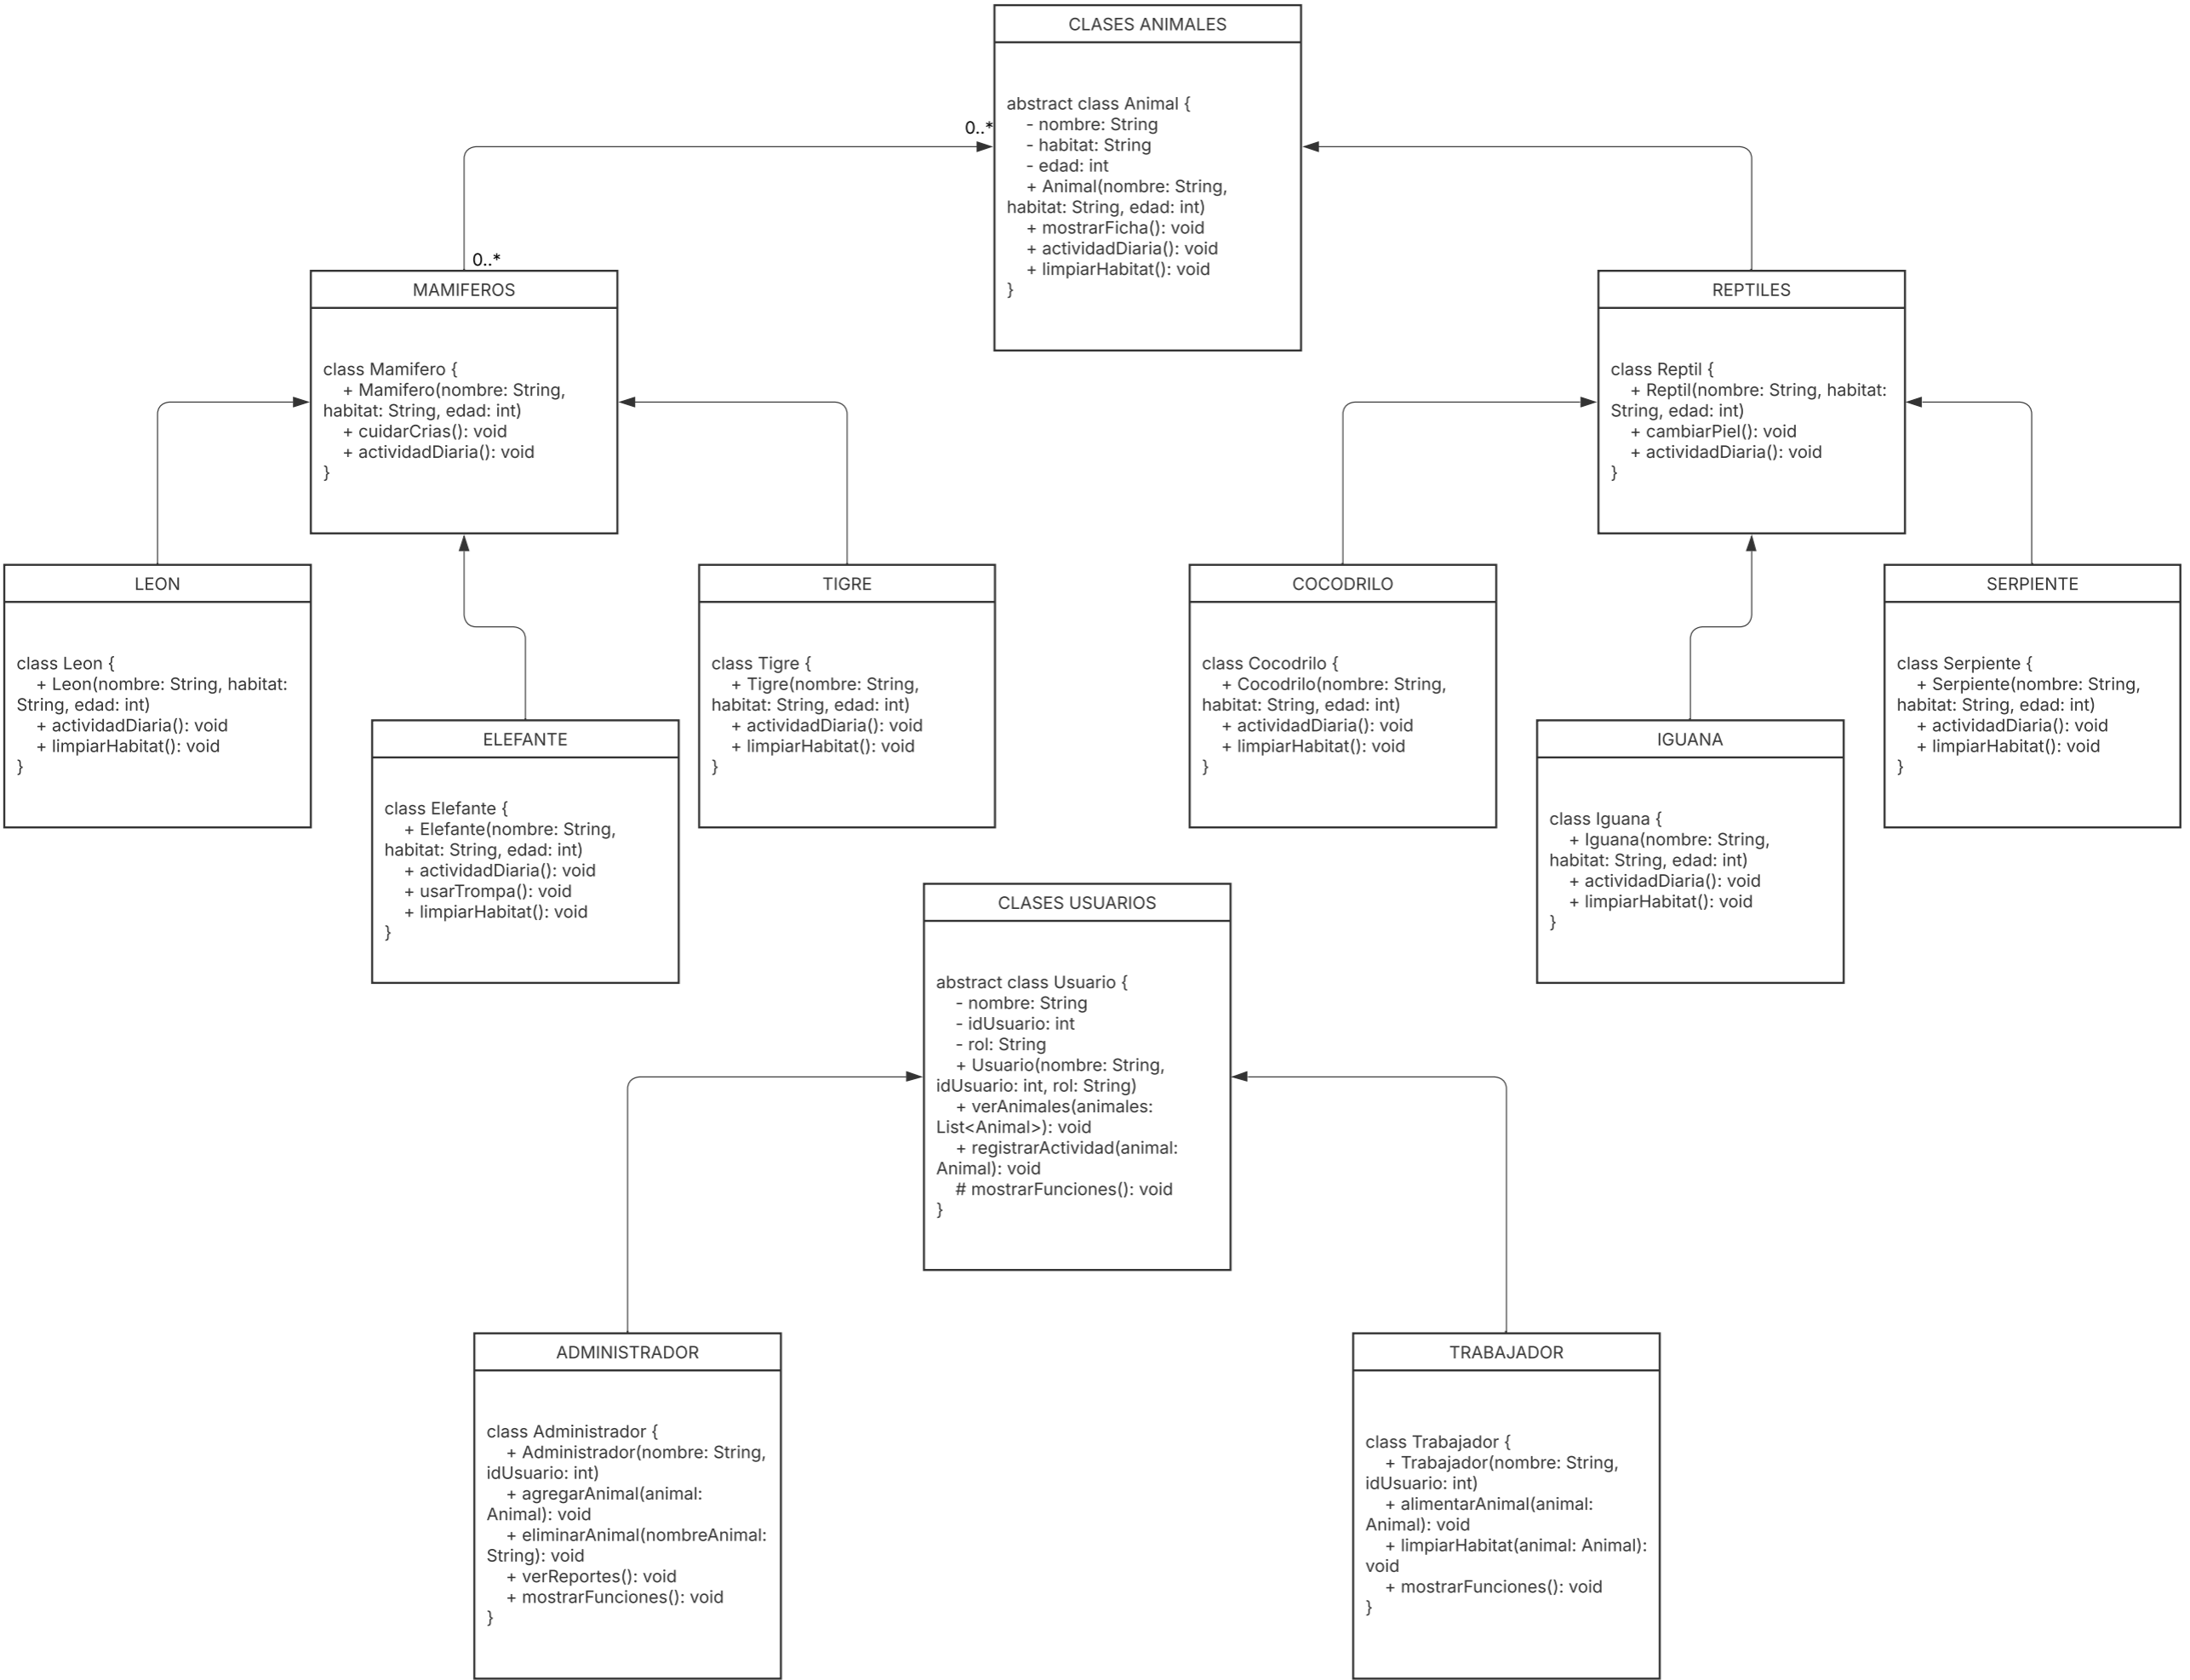 CLASES ANIMALES
abstract class Animal {
- nombre: String
- habitat: String
- edad: int
+ Animal(nombre: String,
habitat: String, edad: int)
+ mostrarFicha(): void
+ actividadDiaria(): void
+ limpiarHabitat(): void
}
0..*
0..*
MAMIFEROS
class Mamifero {
+ Mamifero(nombre: String,
habitat: String, edad: int)
+ cuidarCrias(): void
+ actividadDiaria(): void
}
REPTILES
class Reptil {
+ Reptil(nombre: String, habitat:
String, edad: int)
+ cambiarPiel(): void
+ actividadDiaria(): void
}
LEON
class Leon {
+ Leon(nombre: String, habitat:
String, edad: int)
+ actividadDiaria(): void
+ limpiarHabitat(): void
}
ELEFANTE
class Elefante {
+ Elefante(nombre: String,
habitat: String, edad: int)
+ actividadDiaria(): void
+ usarTrompa(): void
+ limpiarHabitat(): void
}
TIGRE
class Tigre {
+ Tigre(nombre: String,
habitat: String, edad: int)
+ actividadDiaria(): void
+ limpiarHabitat(): void
}
COCODRILO
class Cocodrilo {
+ Cocodrilo(nombre: String,
habitat: String, edad: int)
+ actividadDiaria(): void
+ limpiarHabitat(): void
}
IGUANA
class Iguana {
+ Iguana(nombre: String,
habitat: String, edad: int)
+ actividadDiaria(): void
+ limpiarHabitat(): void
}
SERPIENTE
class Serpiente {
+ Serpiente(nombre: String,
habitat: String, edad: int)
+ actividadDiaria(): void
+ limpiarHabitat(): void
}
CLASES USUARIOS
abstract class Usuario {
- nombre: String
- idUsuario: int
- rol: String
+ Usuario(nombre: String,
idUsuario: int, rol: String)
+ verAnimales(animales:
List<Animal>): void
+ registrarActividad(animal:
Animal): void
# mostrarFunciones(): void
}
ADMINISTRADOR
class Administrador {
+ Administrador(nombre: String,
idUsuario: int)
+ agregarAnimal(animal:
Animal): void
+ eliminarAnimal(nombreAnimal:
String): void
+ verReportes(): void
+ mostrarFunciones(): void
}
TRABAJADOR
class Trabajador {
+ Trabajador(nombre: String,
idUsuario: int)
+ alimentarAnimal(animal:
Animal): void
+ limpiarHabitat(animal: Animal):
void
+ mostrarFunciones(): void
}